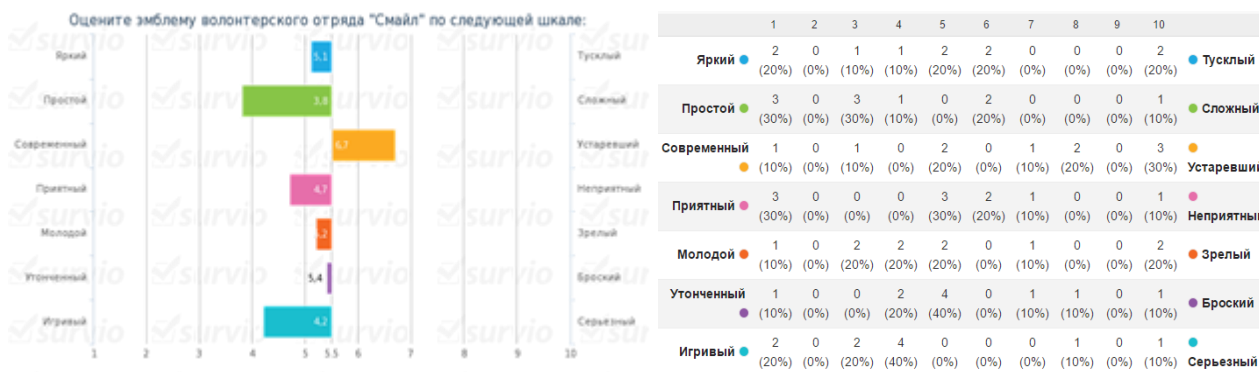 Оцените эмблему волонтерского отряда "Смайл" по следующей шкале:
Яркий 5,1 Тусклый
Простой 3,8 Сложный
Современный 6,7 Устаревший
Приятный 4,7 Неприятный
Молодой ,2 Зрелый
Утонченный 5,4 Броский
Игривый 4,2 Серьезный
1 2 3 4 5 5.5 6 7 8 9 10
survio
1 2 3 4 5 6 7 8 9 10
2 0 1 1 2 2 0 0 0 2
Яркий Тусклый
(20%) (0%) (10%) (10%) (20%) (20%) (0%) (0%) (0%) (20%)
3 0 3 1 0 2 0 0 0 1
Простой Сложный
(30%) (0%) (30%) (10%) (0%) (20%) (0%) (0%) (0%) (10%)
Современный 1 0 1 0 2 0 1 2 0 3
(10%) (0%) (10%) (0%) (20%) (0%) (10%) (20%) (0%) (30%) Устаревший
3 0 0 0 3 2 1 0 0 1
Приятный
(30%) (0%) (0%) (0%) (30%) (20%) (10%) (0%) (0%) (10%) Неприятный
1 0 2 2 2 0 1 0 0 2
Молодой Зрелый
(10%) (0%) (20%) (20%) (20%) (0%) (10%) (0%) (0%) (20%)
Утонченный 1 0 0 2 4 0 1 1 0 1
Броский
(10%) (0%) (0%) (20%) (40%) (0%) (10%) (10%) (0%) (10%)
2 0 2 4 0 0 0 1 0 1
Игривый
(20%) (0%) (20%) (40%) (0%) (0%) (0%) (10%) (0%) (10%) Серьезный